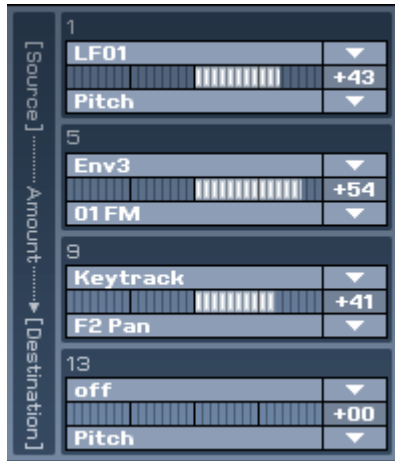 [Source] Amount [Destination]
1
LFO1
+43
Pitch
5
Env3
+54
O1 FM
9
Keytrack
+41
F2 Pan
13
off
+00
Pitch